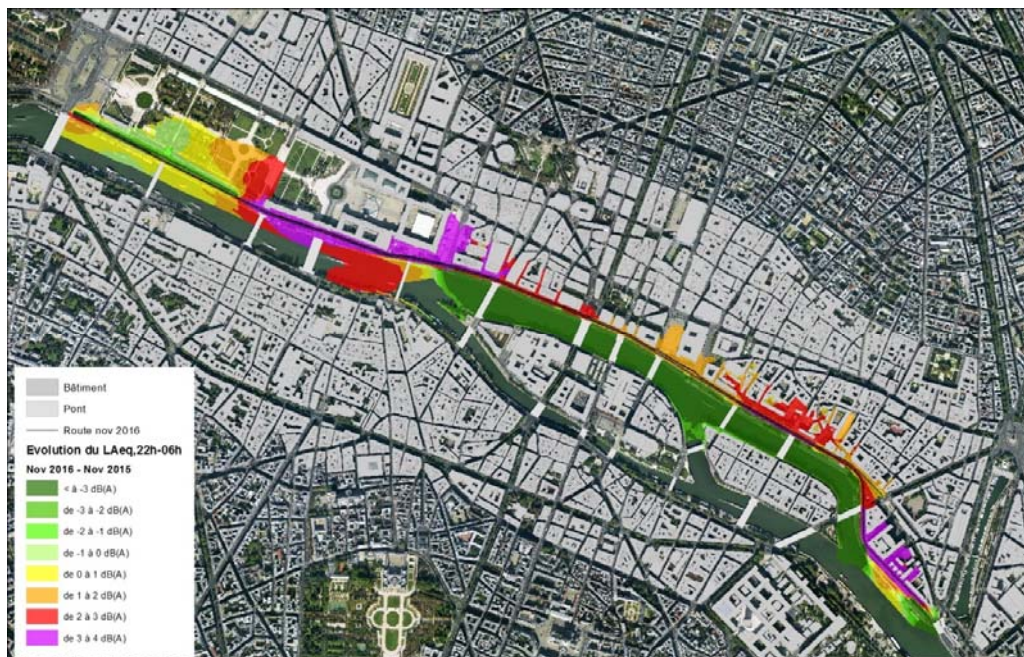 Bâtiment
Pont
Route nov 2016
Evolution du LAeq,22h-06h
Nov 2016 - Nov 2015
< à -3 dB(A)
de -3 à -2 dB(A)
de -2 à -1 dB(A)
de -1 à 0 dB(A)
de 0 à 1 dB(A)
de 1 à 2 dB(A)
de 2 à 3 dB(A)
de 3 à 4 dB(A)